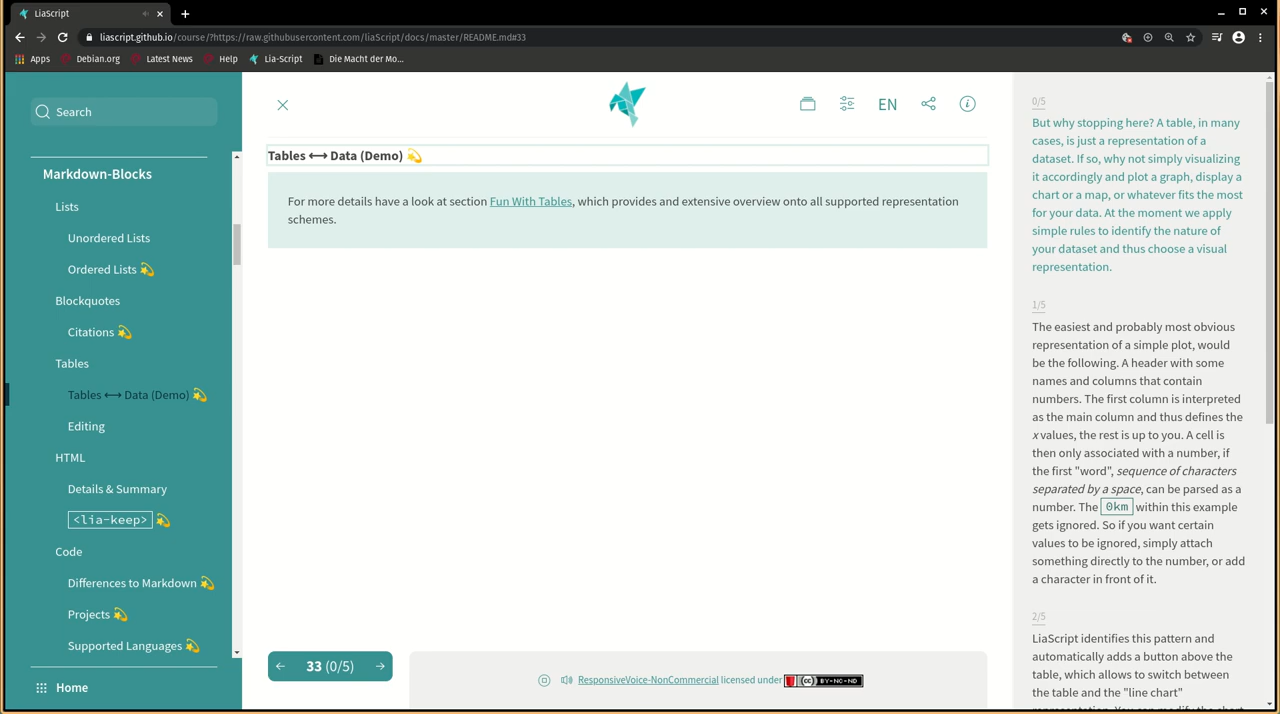 LiaScript
liascript.github.io/course/?https://raw.githubusercontent.com/liaScript/docs/master/README.md#33
Apps
Debian.org
Latest News
Help
Lia-Script
Die Macht der Mo...
Search
Markdown-Blocks
Lists
Unordered Lists
Ordered Lists 💫
Blockquotes
Citations 💫
Tables
Tables ⟷ Data (Demo) 💫
Editing
HTML
Details & Summary
<lia-keep> 💫
Code
Differences to Markdown 💫
Projects 💫
Supported Languages 💫
Home
EN
Tables ⟷ Data (Demo) 💫
For more details have a look at section Fun With Tables, which provides and extensive overview onto all supported representation
schemes.
33 (0/5)
ResponsiveVoice-NonCommercial licensed under
cc BY-NC-ND
0/5
But why stopping here? A table, in many
cases, is just a representation of a
dataset. If so, why not simply visualizing
it accordingly and plot a graph, display a
chart or a map, or whatever fits the most
for your data. At the moment we apply
simple rules to identify the nature of
your dataset and thus choose a visual
representation.
1/5
The easiest and probably most obvious
representation of a simple plot, would
be the following. A header with some
names and columns that contain
numbers. The first column is interpreted
as the main column and thus defines the
x values, the rest is up to you. A cell is
then only associated with a number, if
the first "word", sequence of characters
separated by a space, can be parsed as a
number. The 0km within this example
gets ignored. So if you want certain
values to be ignored, simply attach
something directly to the number, or add
a character in front of it.
2/5
LiaScript identifies this pattern and
automatically adds a button above the
table, which allows to switch between
the table and the "line chart"
representation. You can modify the chart